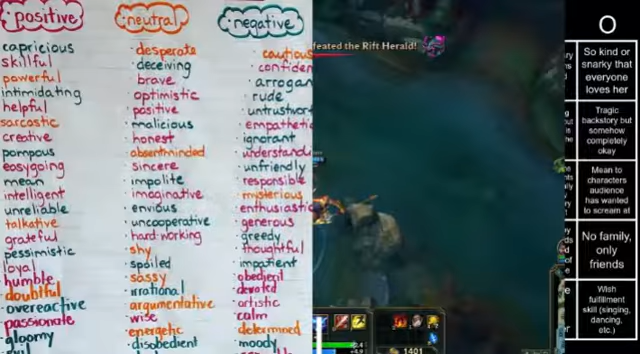 positive
capricious
skillful
powerful
intimidating
helpful
sarcastic
creative
pompous
easygoing
mean
intelligent
unreliable
talkative
grateful
pessimistic
loyal
humble
doubtful
overreactive
passionate
gloomy
neutral
desperate
deceiving
brave
optimistic
positive
malicious
honest
absentminded
sincere
impolite
imaginative
envious
uncooperative
hard working
shy
spoiled
sassy
irrational
argumentative
wise
energetic
disobedient
negative
cautious
confiden
arrogan
rude
untrustwor
empathetic
ignorant
understandi
unfriendly
responsible
mysterious
enthusiastic
generous
greedy
thoughtful
impatient
obedient
devoted
artistic
calm
determined
moody
feated the Rift Herald!
1401
O
So kind or
snarky that
everyone
loves her
Tragic
backstory but
somehow
completely
okay
Mean to
characters
audience
has wanted
to scream at
No family,
only
friends
Wish
fulfillment
skill (singing,
dancing,
etc.)